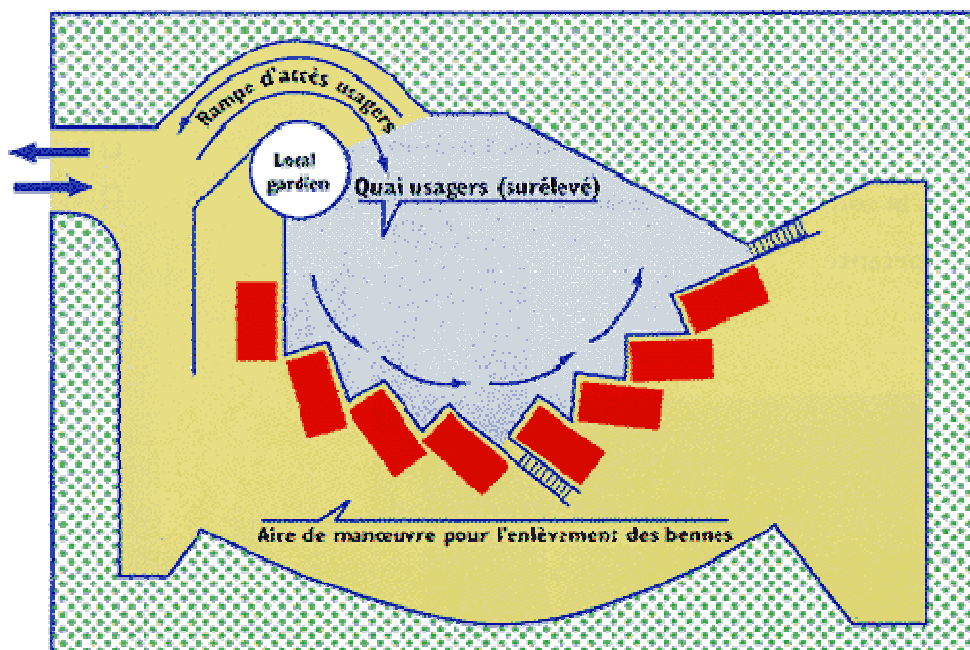 Rampe d'accès usagers
Local
gardien
Quai usagers (surélevé)
Aire de manœuvre pour l'enlèvement des bennes